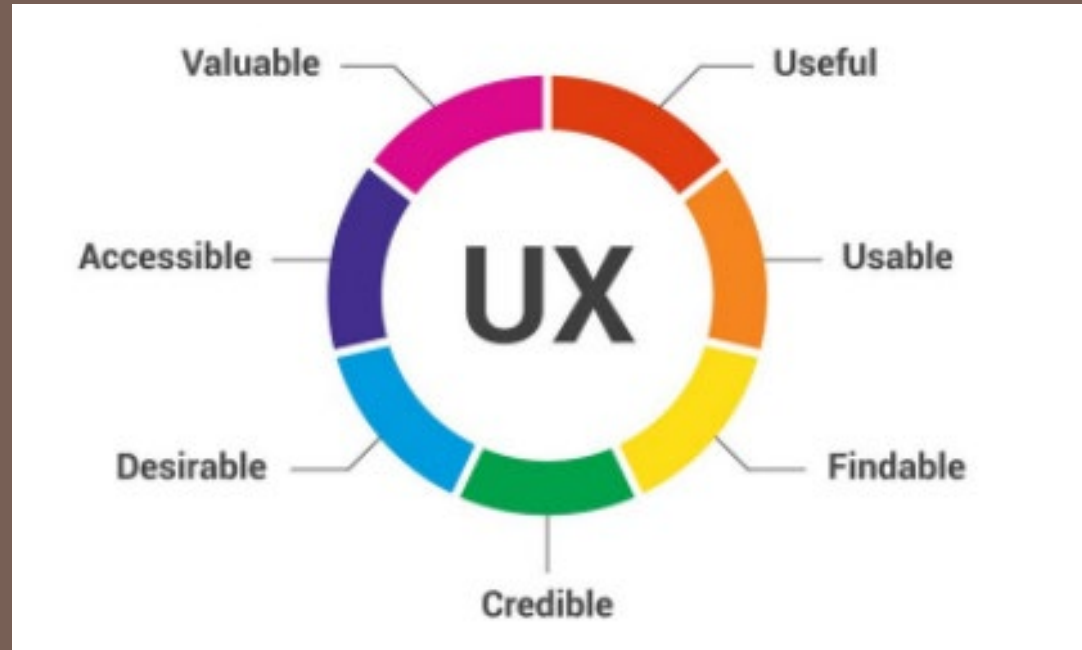 Valuable
Useful
Accessible
UX
Usable
Desirable
Findable
Credible